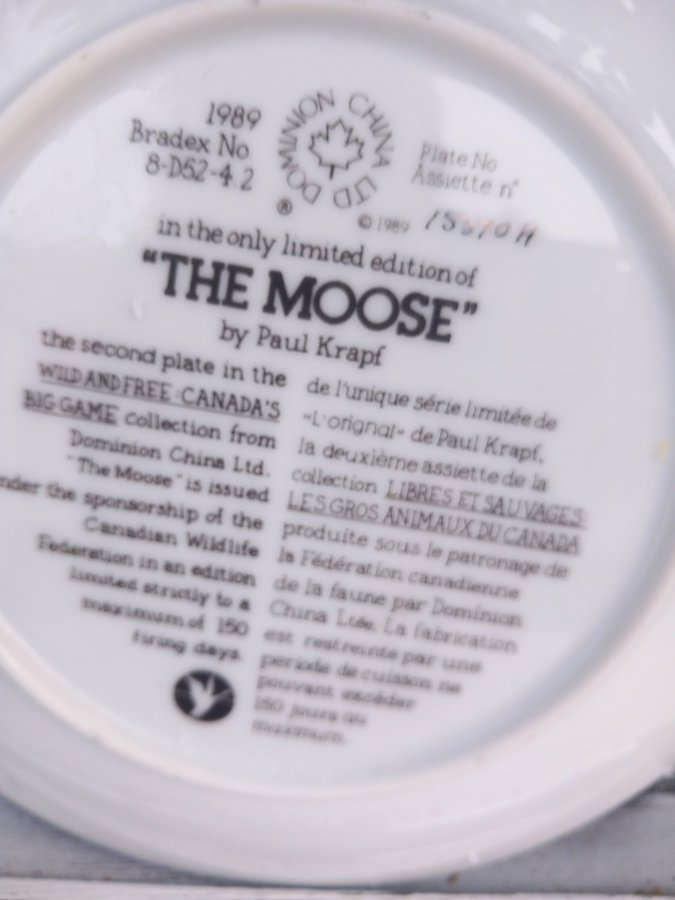 1989
Bradex No
8-D52-4.2
DOMINION CHINA LTD
®
© 1989
Plate No
Assiette n°
in the only limited edition of
"THE MOOSE"
by Paul Krapf
the second plate in the
WILD AND FREE : CANADA'S
BIG GAME collection from
Dominion China Ltd.
"The Moose" is issued
under the sponsorship of the
Canadian Wildlife
Federation in an edition
limited strictly to a
maximum of 150
firing days.
de l'unique série limitée de
«L'orignal» de Paul Krapf,
la deuxième assiette de la
collection LIBRES ET SAUVAGES
LES GROS ANIMAUX DU CANADA
produite sous le patronage de
la Fédération canadienne
de la faune par Dominion
China Ltée. La fabrication
est restreinte par une
période de cuisson ne
pouvant excéder
150 jours au
maximum.